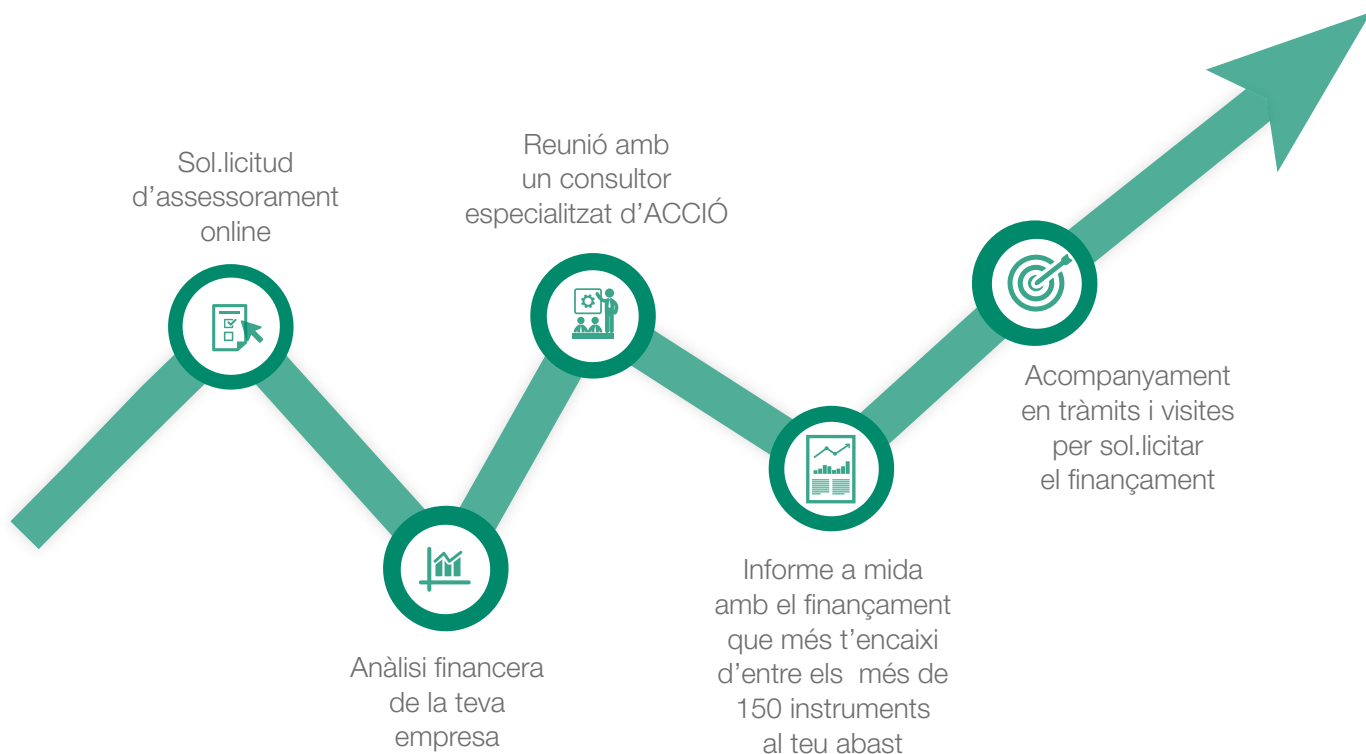 Sol.licitud
d’assessorament
online
Anàlisi financera
de la teva
empresa
Reunió amb
un consultor
especialitzat d’ACCIÓ
Informe a mida
amb el finançament
que més t’encaixi
d’entre els  més de
150 instruments
al teu abast
Acompanyament
en tràmits i visites
per sol.licitar
el finançament